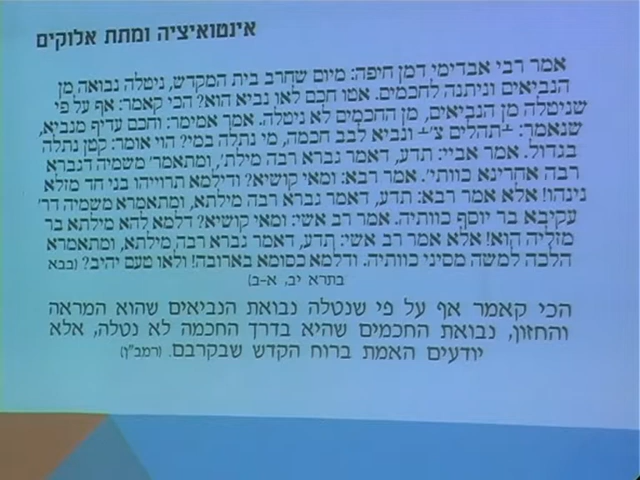 אינטואיציה ומתת אלוקים
אמר רבי אבדימי דמן חיפה: מיום שחרב בית המקדש, ניטלה נבואה מן
הנביאים וניתנה לחכמים. אטו חכם לאו נביא הוא? הכי קאמר: אף על פי
שניטלה מן הנביאים, מן החכמים לא ניטלה. אמר אמימר: וחכם עדיף מנביא,
שנאמר: תהלים צ' ונביא לבב חכמה, מי נתלה במי? הוי אומר: קטן נתלה
בגדול. אמר אביי: תדע, דאמר גברא רבה מילתי, ומתאמרי משמיה דגברא
רבה אחרינא כוותיי. אמר רבא: ומאי קושיא? ודילמא תרוייהו בני חד מזלא
נינהו! אלא אמר רבא: תדע, דאמר גברא רבה מילתא, ומתאמרא משמיה דר'
עקיבא בר יוסף כוותיה. אמר רב אשי: ומאי קושיא? דלמא להא מילתא בר
מזליה הוא! אלא אמר רב אשי: תדע, דאמר גברא רבה מילתא, ומתאמרא
הלכה למשה מסיני כוותיה. ודלמא כסומא בארובה! ולאו טעם יהיב? (בבא
בתרא יב, א-ב)
הכי קאמר אף על פי שנטלה נבואת הנביאים שהוא המראה
והחזון, נבואת החכמים שהיא בדרך החכמה לא נטלה, אלא
יודעים האמת ברוח הקדש שבקרבם. (רמב"ן)